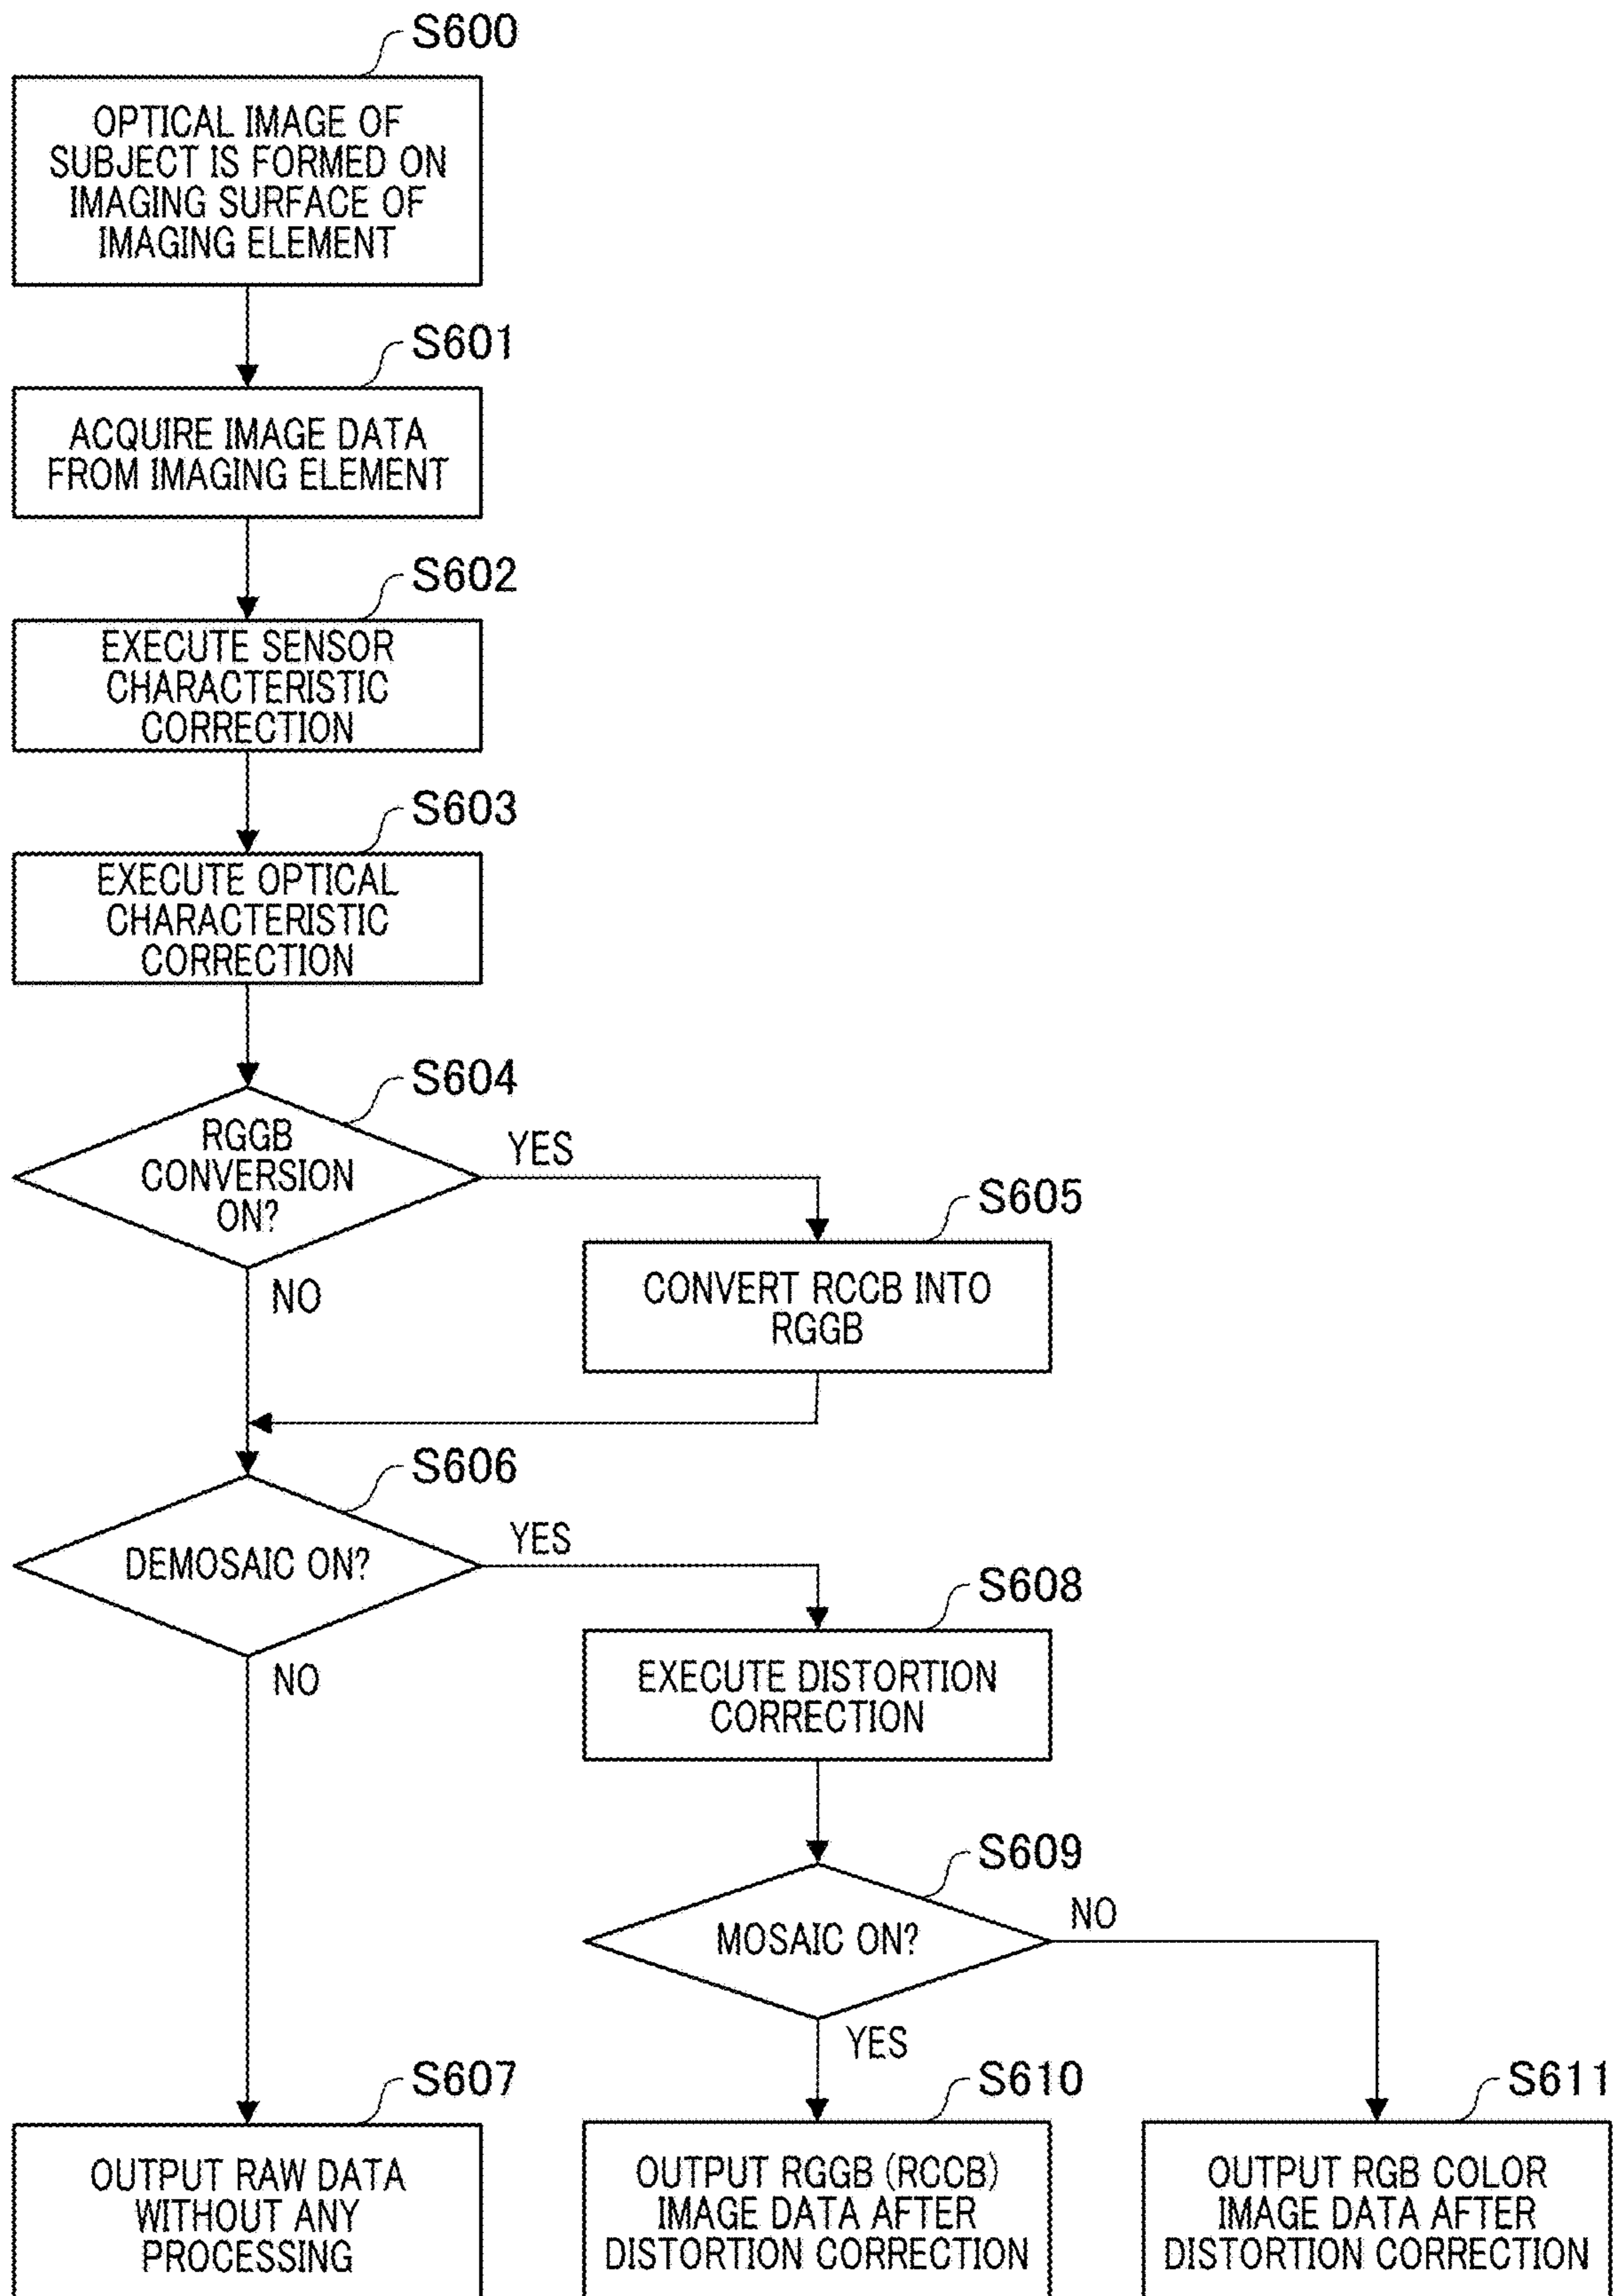 S600
OPTICAL IMAGE OF
SUBJECT IS FORMED ON
IMAGING SURFACE OF
IMAGING ELEMENT
S601
ACQUIRE IMAGE DATA
FROM IMAGING ELEMENT
S602
EXECUTE SENSOR
CHARACTERISTIC
CORRECTION
S603
EXECUTE OPTICAL
CHARACTERISTIC
CORRECTION
S604
RGGB
CONVERSION
ON?
YES
NO
S605
CONVERT RCCB INTO
RGGB
S606
DEMOSAIC ON?
YES
NO
S608
EXECUTE DISTORTION
CORRECTION
S609
MOSAIC ON?
NO
YES
S607
OUTPUT RAW DATA
WITHOUT ANY
PROCESSING
S610
OUTPUT RGGB (RCCB)
IMAGE DATA AFTER
DISTORTION CORRECTION
S611
OUTPUT RGB COLOR
IMAGE DATA AFTER
DISTORTION CORRECTION